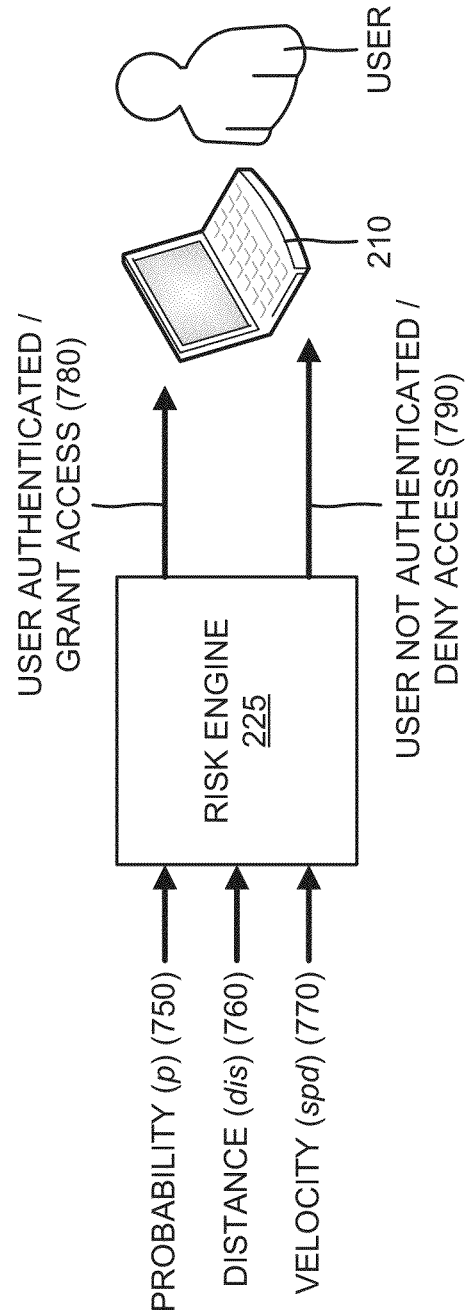 PROBABILITY (p) (750)
DISTANCE (dis) (760)
VELOCITY (spd) (770)
RISK ENGINE
225
USER AUTHENTICATED /
GRANT ACCESS (780)
USER NOT AUTHENTICATED /
DENY ACCESS (790)
210
USER